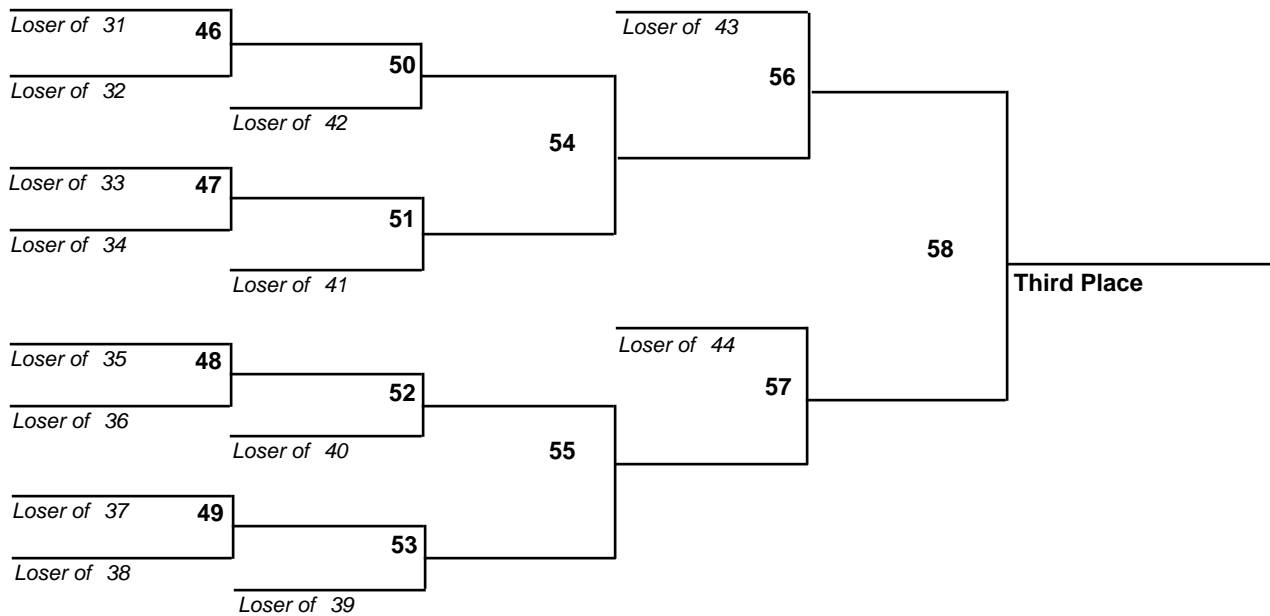 Loser of 31
46
Loser of 32
50
Loser of 42
Loser of 33
47
Loser of 34
51
Loser of 41
54
Loser of 43
56
Loser of 35
48
Loser of 36
52
Loser of 40
Loser of 37
49
Loser of 38
53
Loser of 39
55
Loser of 44
57
58
Third Place